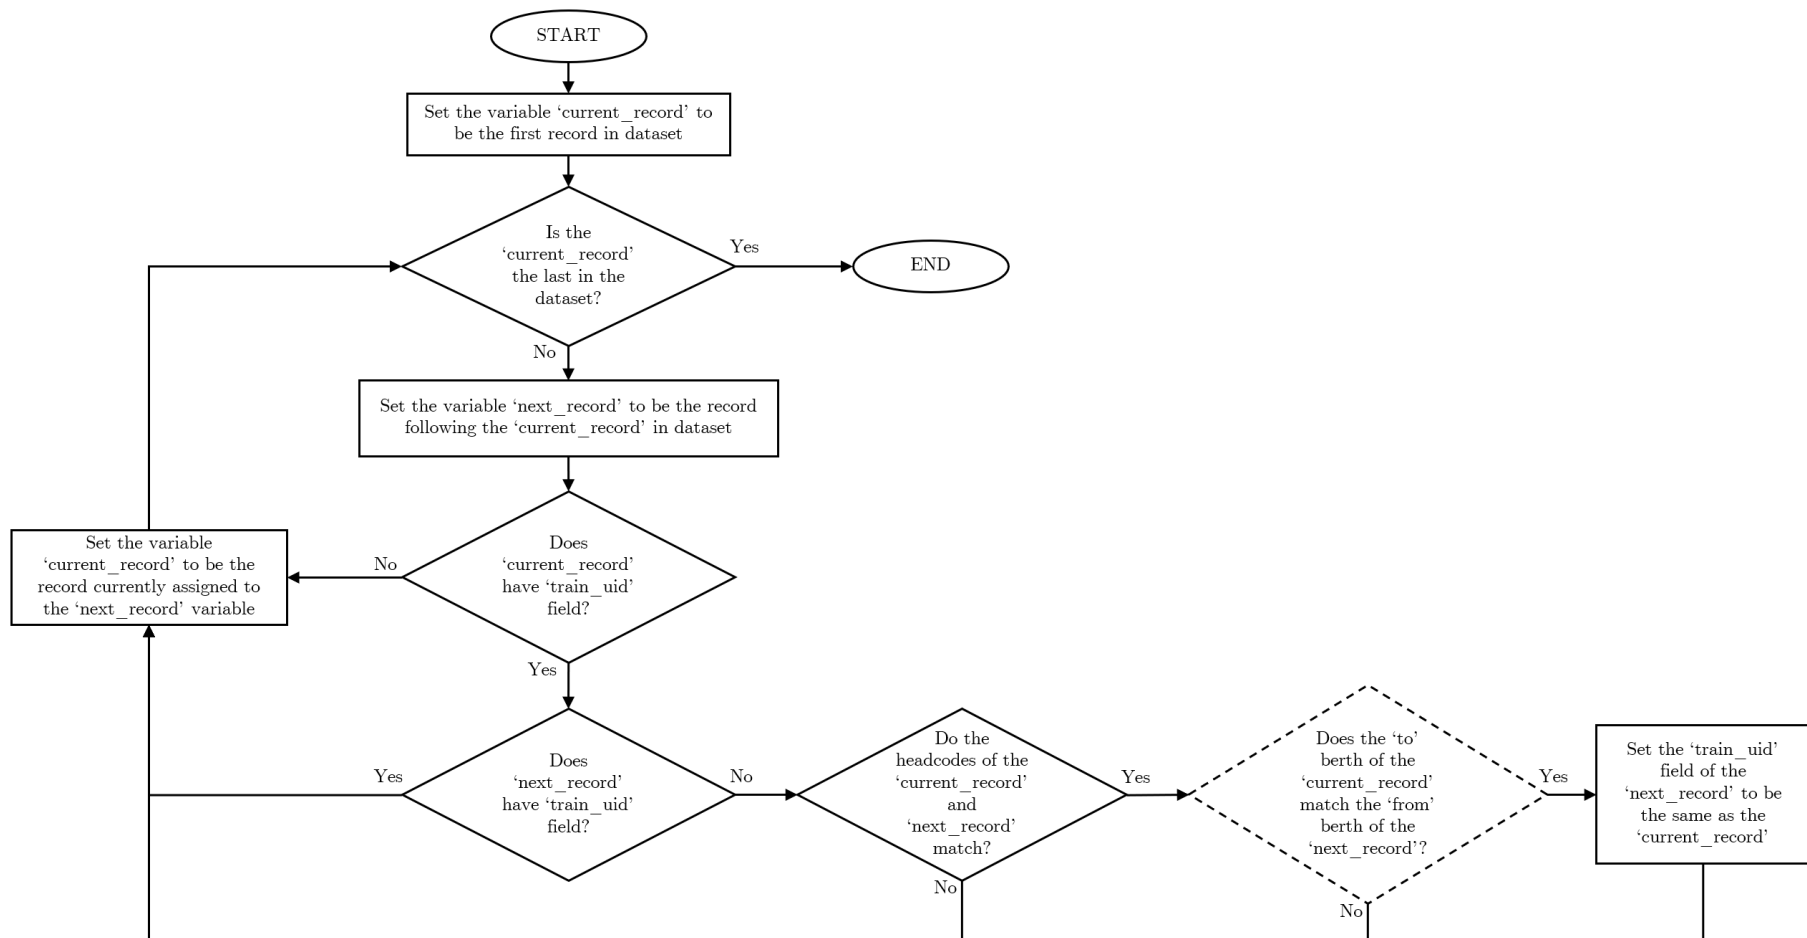 START
Set the variable ‘current_record’ to
be the first record in dataset
Is the
‘current_record’
the last in the
dataset?
Yes
END
No
Set the variable ‘next_record’ to be the record
following the ‘current_record’ in dataset
Does
‘current_record’
have ‘train_uid’
field?
No
Set the variable
‘current_record’ to be the
record currently assigned to
the ‘next_record’ variable
Yes
Does
‘next_record’
have ‘train_uid’
field?
Yes
No
Do the
headcodes of the
‘current_record’
and
‘next_record’
match?
Yes
No
Does the ‘to’
berth of the
‘current_record’
match the ‘from’
berth of the
‘next_record’?
Yes
No
Set the ‘train_uid’
field of the
‘next_record’ to be
the same as the
‘current_record’